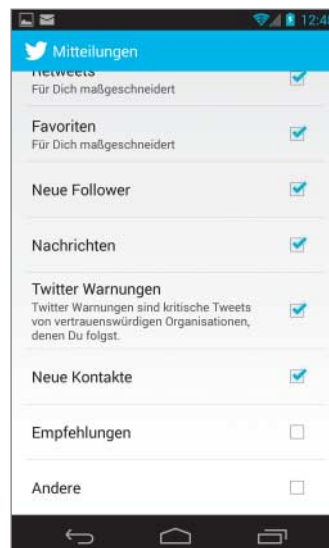 12:4
Mitteilungen
Retweets
Für Dich maßgeschneidert
Favoriten
Für Dich maßgeschneidert
Neue Follower
Nachrichten
Twitter Warnungen
Twitter Warnungen sind kritische Tweets
von vertrauenswürdigen Organisationen,
denen Du folgst.
Neue Kontakte
Empfehlungen
Andere